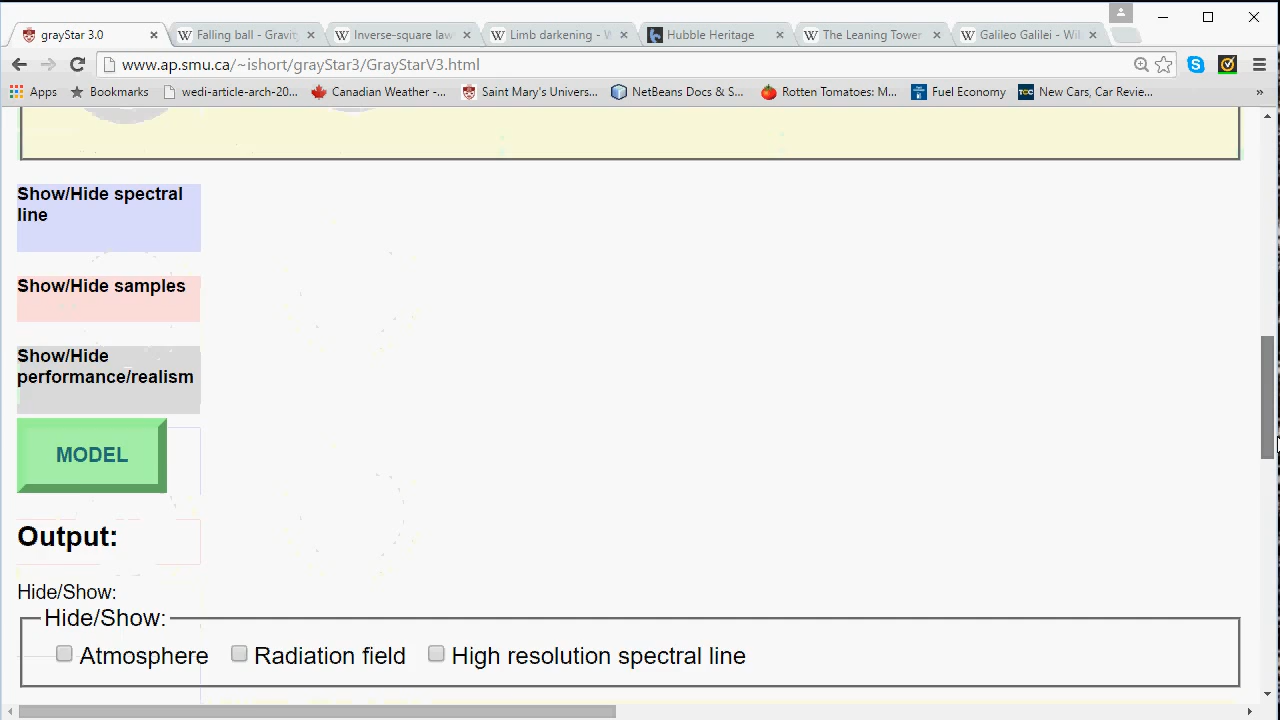 grayStar 3.0
Falling ball - Gravit
Inverse-square law
Limb darkening - W
Hubble Heritage
The Leaning Tower
Galileo Galilei - Wiki
www.ap.smu.ca/~ishort/grayStar3/GrayStarV3.html
Apps
Bookmarks
wedi-article-arch-20...
Canadian Weather -...
Saint Mary's Univers...
NetBeans Docs & S...
Rotten Tomatoes: M...
Fuel Economy
New Cars, Car Revie...
»
Show/Hide spectral
line
Show/Hide samples
Show/Hide
performance/realism
MODEL
Output:
Hide/Show:
Hide/Show:
Atmosphere Radiation field High resolution spectral line